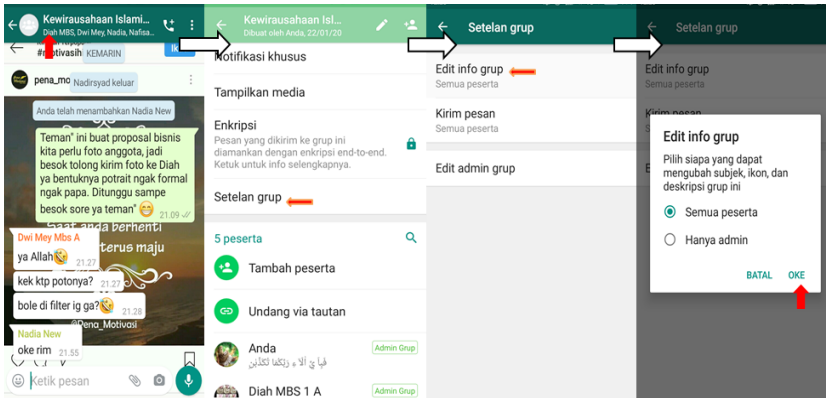 Kewirausahaan Islami...
Diah MBS, Dwi Mey, Nadia, Nafisa...
#motivasih
KEMARIN
pena_mo
Nadirsyad keluar
Anda telah menambahkan Nadia New
Teman" ini buat proposal bisnis
kita perlu foto anggota, jadi
besok tolong kirim foto ke Diah
ya bentuknya potrait ngak formal
ngak papa. Ditunggu sampe
besok sore ya teman"
21.09
Saat anda berhenti
Dwi Mey Mbs A
ya Allah
21.27
terus maju
kek ktp potonya?
21.27
bole di filter ig ga?
21.28
@Pena_Motivasi
Nadia New
oke rim
21.55
Ketik pesan
Kewirausahaan Isl...
Dibuat oleh Anda, 22/01/20
Notifikasi khusus
Tampilkan media
Enkripsi
Pesan yang dikirim ke grup ini
diamankan dengan enkripsi end-to-end.
Ketuk untuk info selengkapnya.
Setelan grup
5 peserta
Tambah peserta
Undang via tautan
Anda
Admin Grup
Diah MBS 1 A
Admin Grup
Setelan grup
Edit info grup
Semua peserta
Kirim pesan
Semua peserta
Edit admin grup
Setelan grup
Edit info grup
Semua peserta
Kirim pesan
Edit info grup
Pilih siapa yang dapat
mengubah subjek, ikon, dan
deskripsi grup ini
Semua peserta
Hanya admin
BATAL
OKE